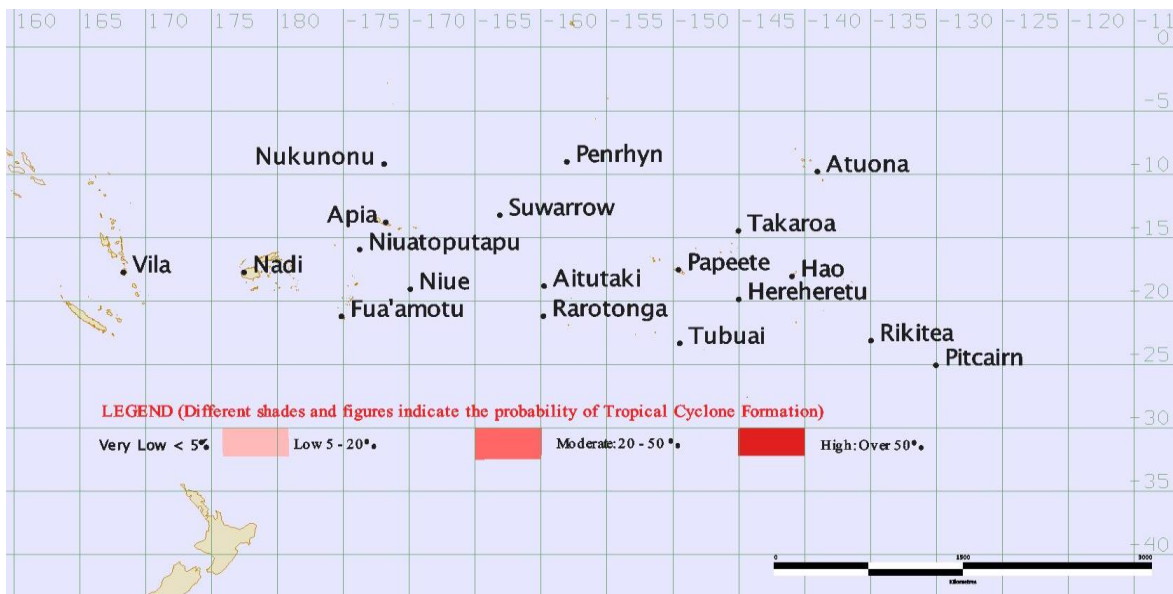 160 165 170 175 180 -175 -170 -165 -160 -155 -150 -145 -140 -135 -130 -125 -120 -11
0
-5
Nukunonu
Penrhyn
-10
Atuona
Apia
Suwarrow
-15
Takaroa
Niuatoputapu
Vila
Nadi
Papeete
Hao
Niue
Aitutaki
Hereheretu
-20
Fua'amotu
Rarotonga
Tubuai
Rikitea
-25
Pitcairn
LEGEND (Different shades and figures indicate the probability of Tropical Cyclone Formation)
-30
Very Low < 5% Low 5 - 20%. Moderate: 20 - 50 %. High: Over 50%.
-35
-40
0 1500 3000
Kilometres